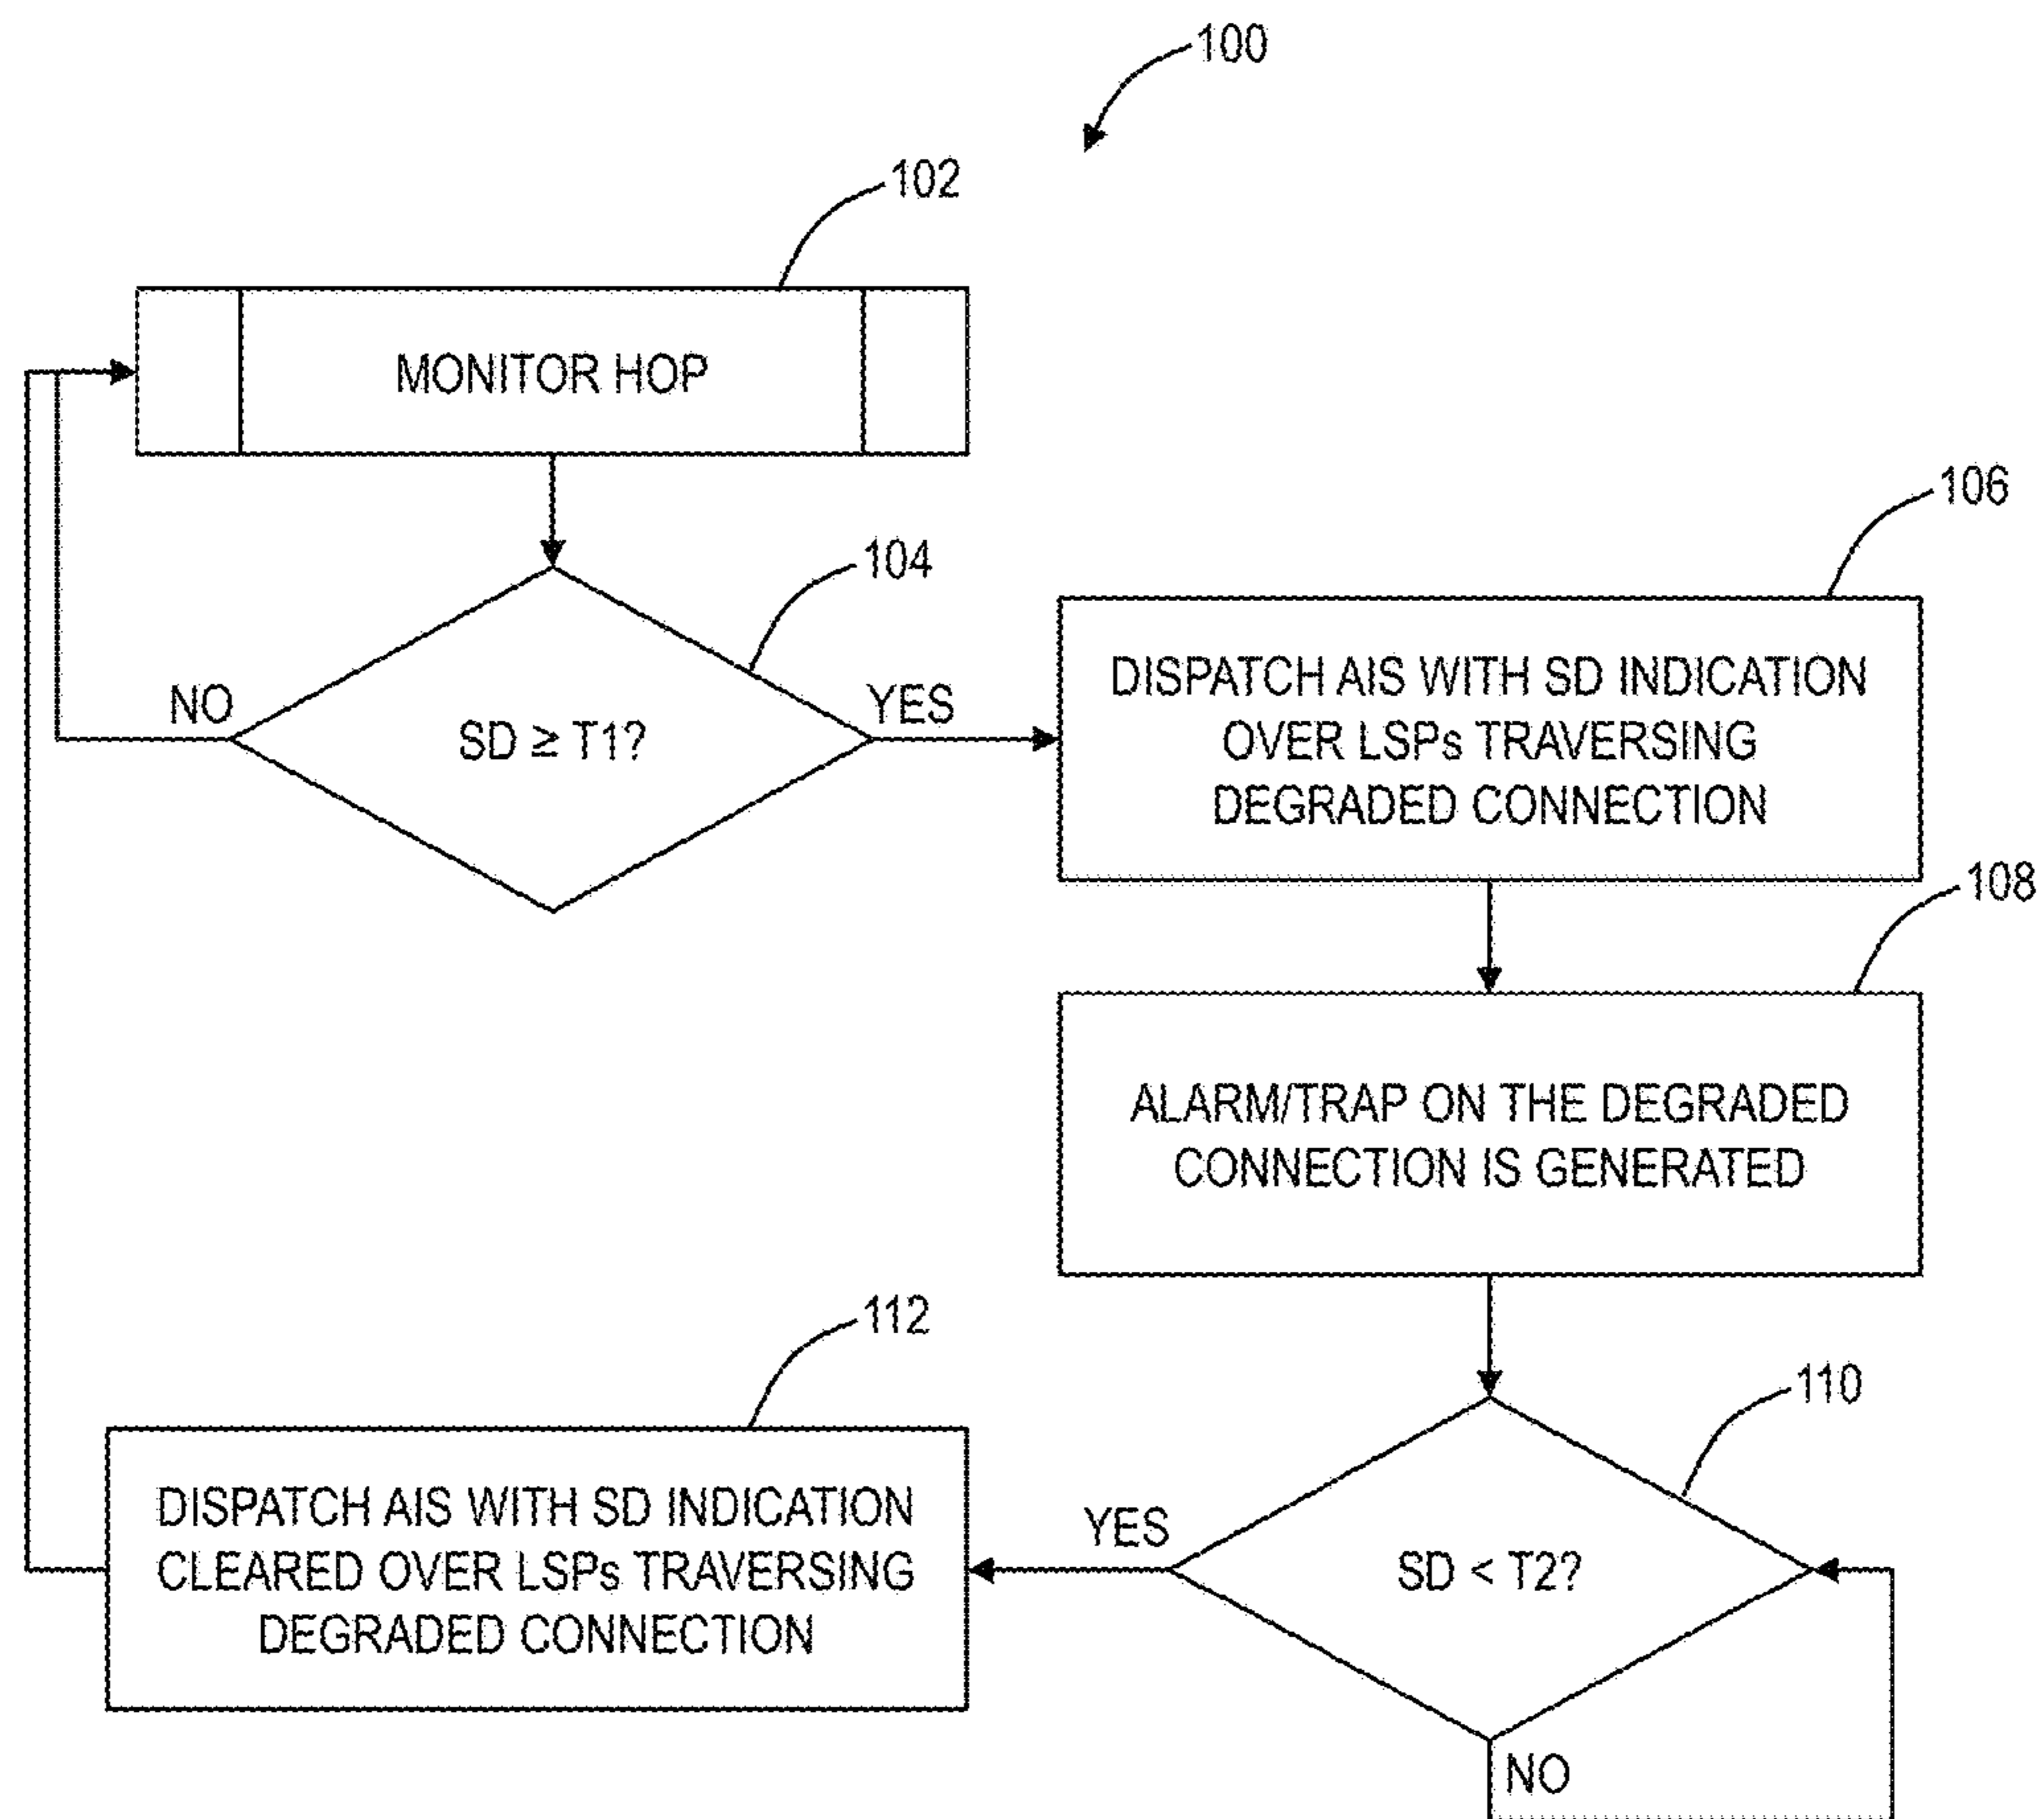 100
102
MONITOR HOP
104
NO
SD ≥ T1?
YES
106
DISPATCH AIS WITH SD INDICATION
OVER LSPs TRAVERSING
DEGRADED CONNECTION
108
ALARM/TRAP ON THE DEGRADED
CONNECTION IS GENERATED
110
SD < T2?
YES
NO
112
DISPATCH AIS WITH SD INDICATION
CLEARED OVER LSPs TRAVERSING
DEGRADED CONNECTION